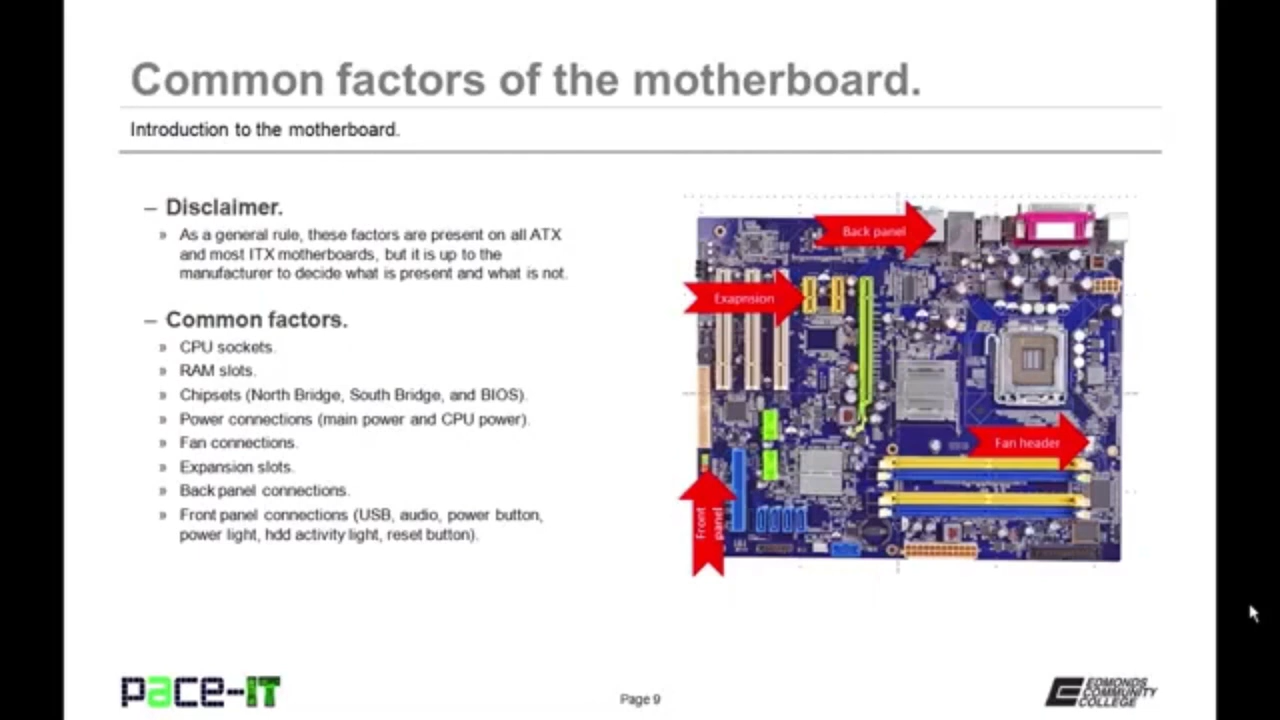 Common factors of the motherboard.
Introduction to the motherboard.
– Disclaimer.
» As a general rule, these factors are present on all ATX
and most ITX motherboards, but it is up to the
manufacturer to decide what is present and what is not.
– Common factors.
» CPU sockets.
» RAM slots.
» Chipsets (North Bridge, South Bridge, and BIOS).
» Power connections (main power and CPU power).
» Fan connections.
» Expansion slots.
» Back panel connections.
» Front panel connections (USB, audio, power button,
power light, hdd activity light, reset button).
Back panel
Exapnsion
Fan header
Front
panel
pace-IT
Page 9
EDMONDS
COMMUNITY
COLLEGE